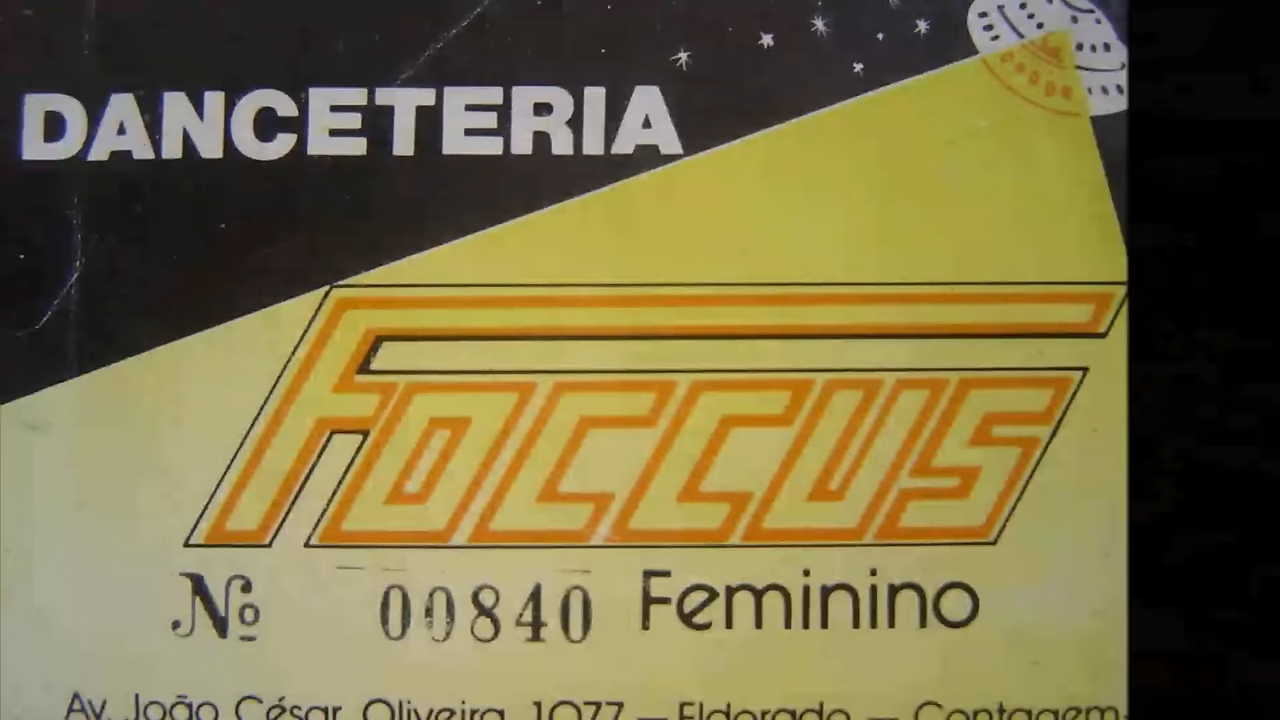 DANCETERIA
FOCCUS
Nº 00840 Feminino
Av. João César Oliveira, 1077 — Eldorado — Contagem